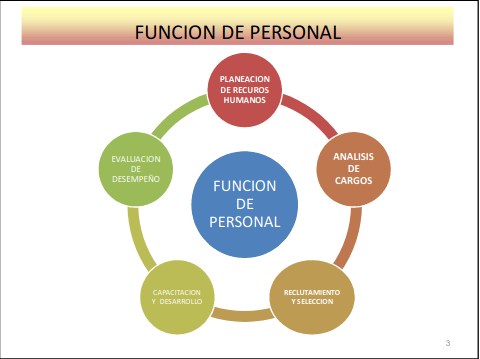 FUNCION DE PERSONAL
PLANEACION
DE RECUROS
HUMANOS
ANALISIS
DE
CARGOS
RECLUTAMIENTO
Y SELECCION
CAPACITACION
Y DESARROLLO
EVALUACION
DE
DESEMPEÑO
FUNCION
DE
PERSONAL
3